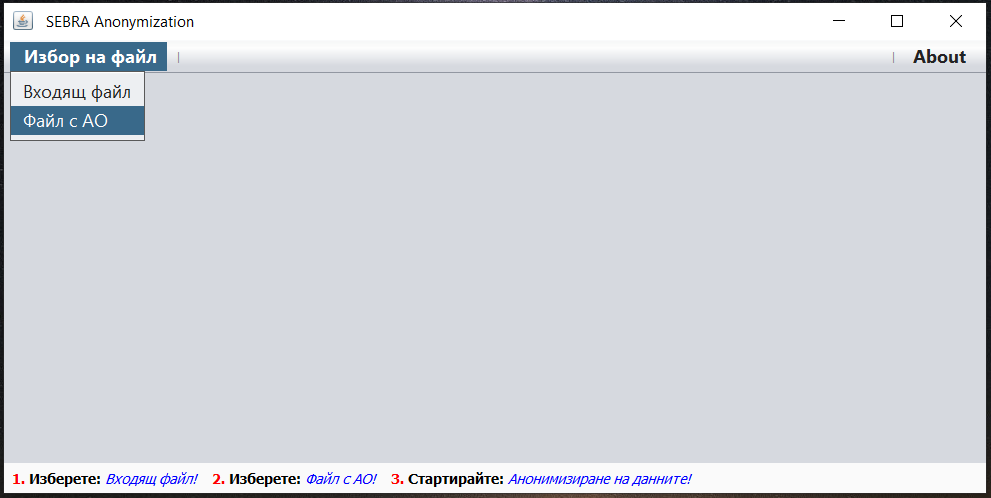 SEBRA Anonymization
Избор на файл | | About
Входящ файл
Файл с АО
1. Изберете: Входящ файл! 2. Изберете: Файл с АО! 3. Стартирайте: Анонимизиране на данните!